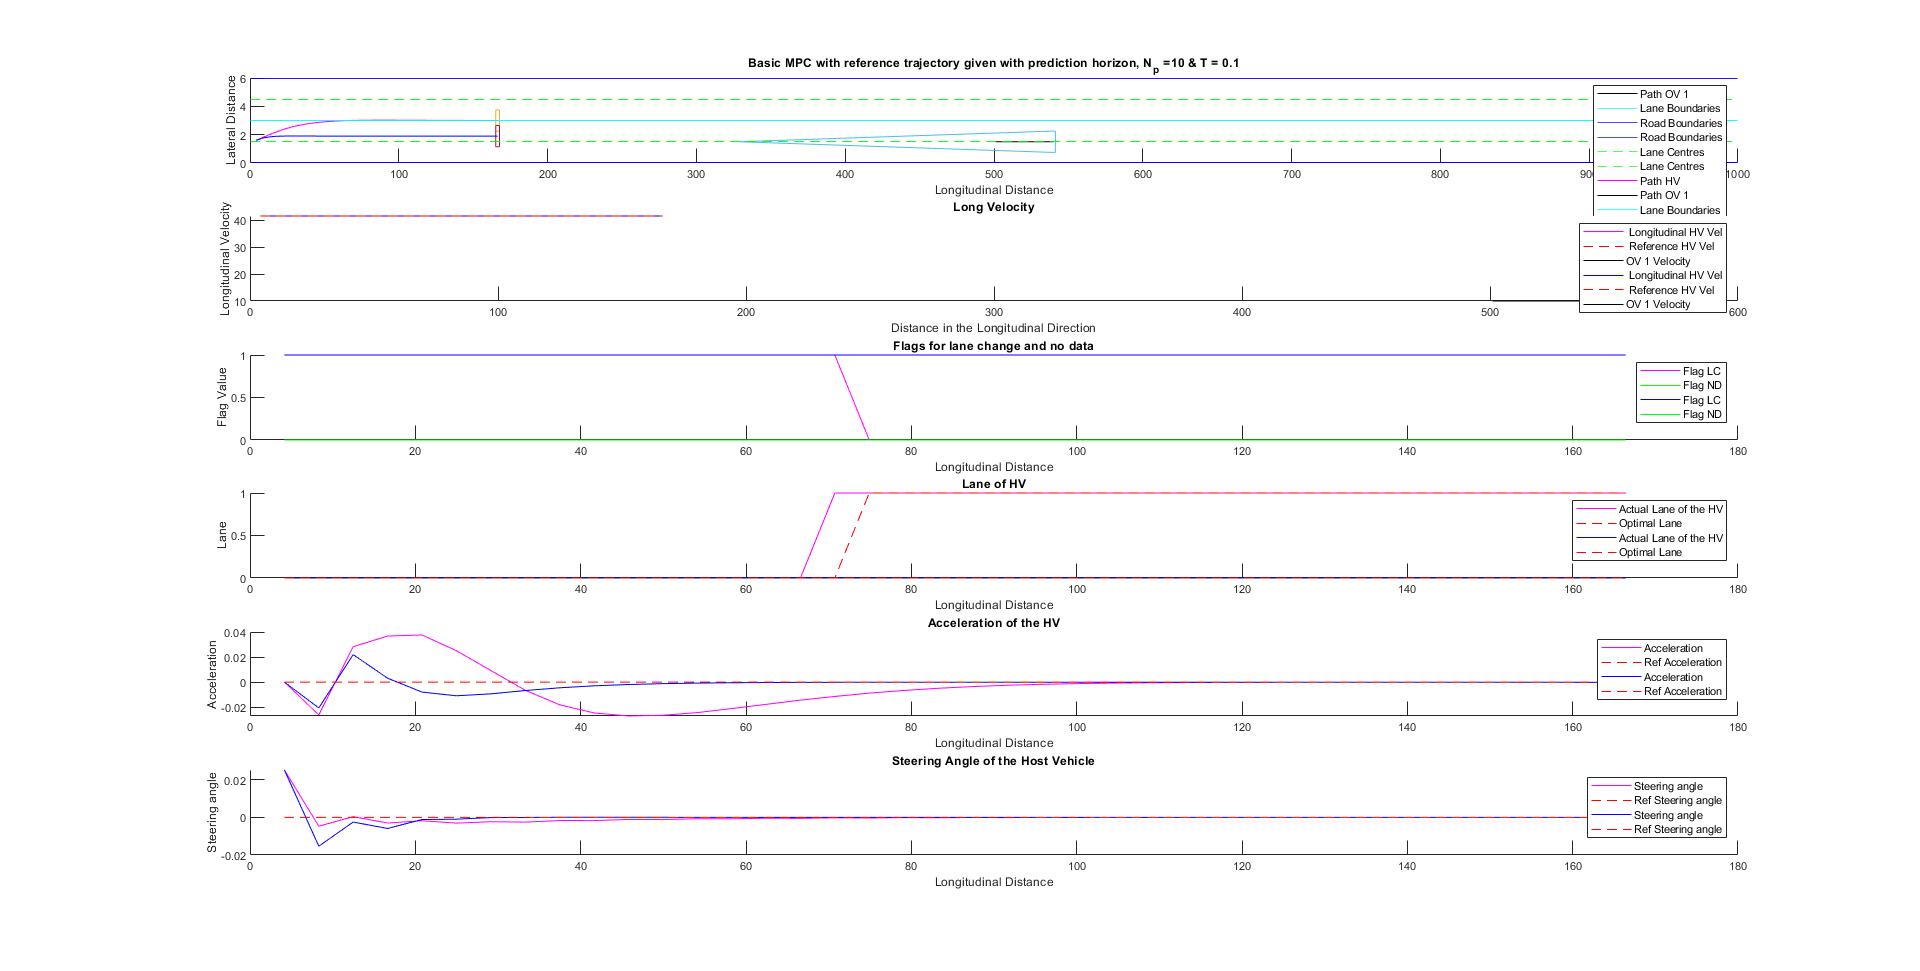 Basic MPC with reference trajectory given with prediction horizon, Np =10 & T = 0.1
Lateral Distance
6
4
2
0
0 100 200 300 400 500 600 700 800 90 1000
Longitudinal Distance
Path OV 1
Lane Boundaries
Road Boundaries
Road Boundaries
Lane Centres
Lane Centres
Path HV
Path OV 1
Lane Boundaries
Long Velocity
Longitudinal Velocity
40
30
20
10
0 100 200 300 400 500 600
Distance in the Longitudinal Direction
Longitudinal HV Vel
Reference HV Vel
OV 1 Velocity
Longitudinal HV Vel
Reference HV Vel
OV 1 Velocity
Flags for lane change and no data
Flag Value
1
0.5
0
0 20 40 60 80 100 120 140 160 180
Longitudinal Distance
Flag LC
Flag ND
Flag LC
Flag ND
Lane of HV
Lane
1
0.5
0
0 20 40 60 80 100 120 140 160 180
Longitudinal Distance
Actual Lane of the HV
Optimal Lane
Actual Lane of the HV
Optimal Lane
Acceleration of the HV
Acceleration
0.04
0.02
0
-0.02
0 20 40 60 80 100 120 140 160 180
Longitudinal Distance
Acceleration
Ref Acceleration
Acceleration
Ref Acceleration
Steering Angle of the Host Vehicle
Steering angle
0.02
0
-0.02
0 20 40 60 80 100 120 140 160 180
Longitudinal Distance
Steering angle
Ref Steering angle
Steering angle
Ref Steering angle